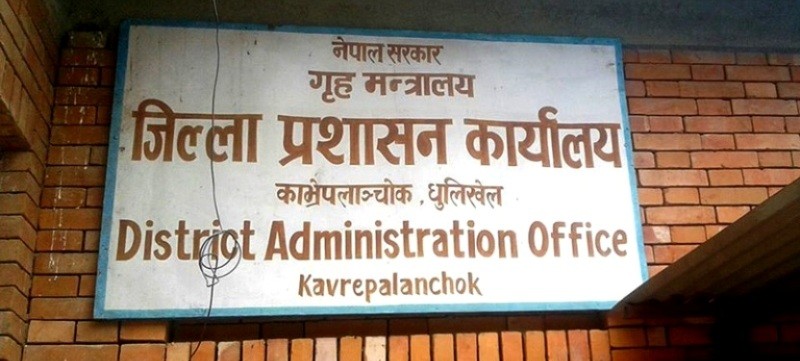 नेपाल सरकार
गृह मन्त्रालय
जिल्ला प्रशासन कार्यालय
काभ्रेपलाञ्चोक, धुलिखेल
District Administration Office
Kavrepalanchok